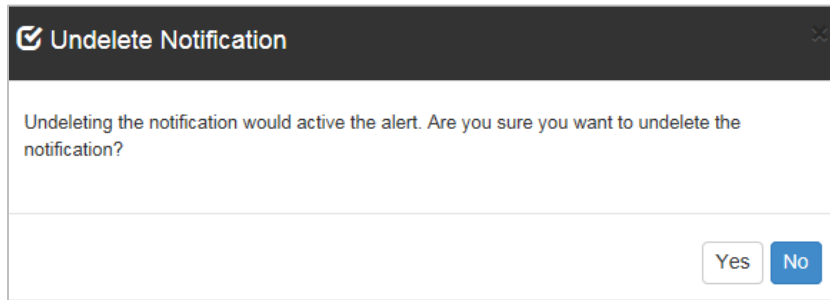 Undelete Notification
Undeleting the notification would active the alert. Are you sure you want to undelete the
notification?
Yes No